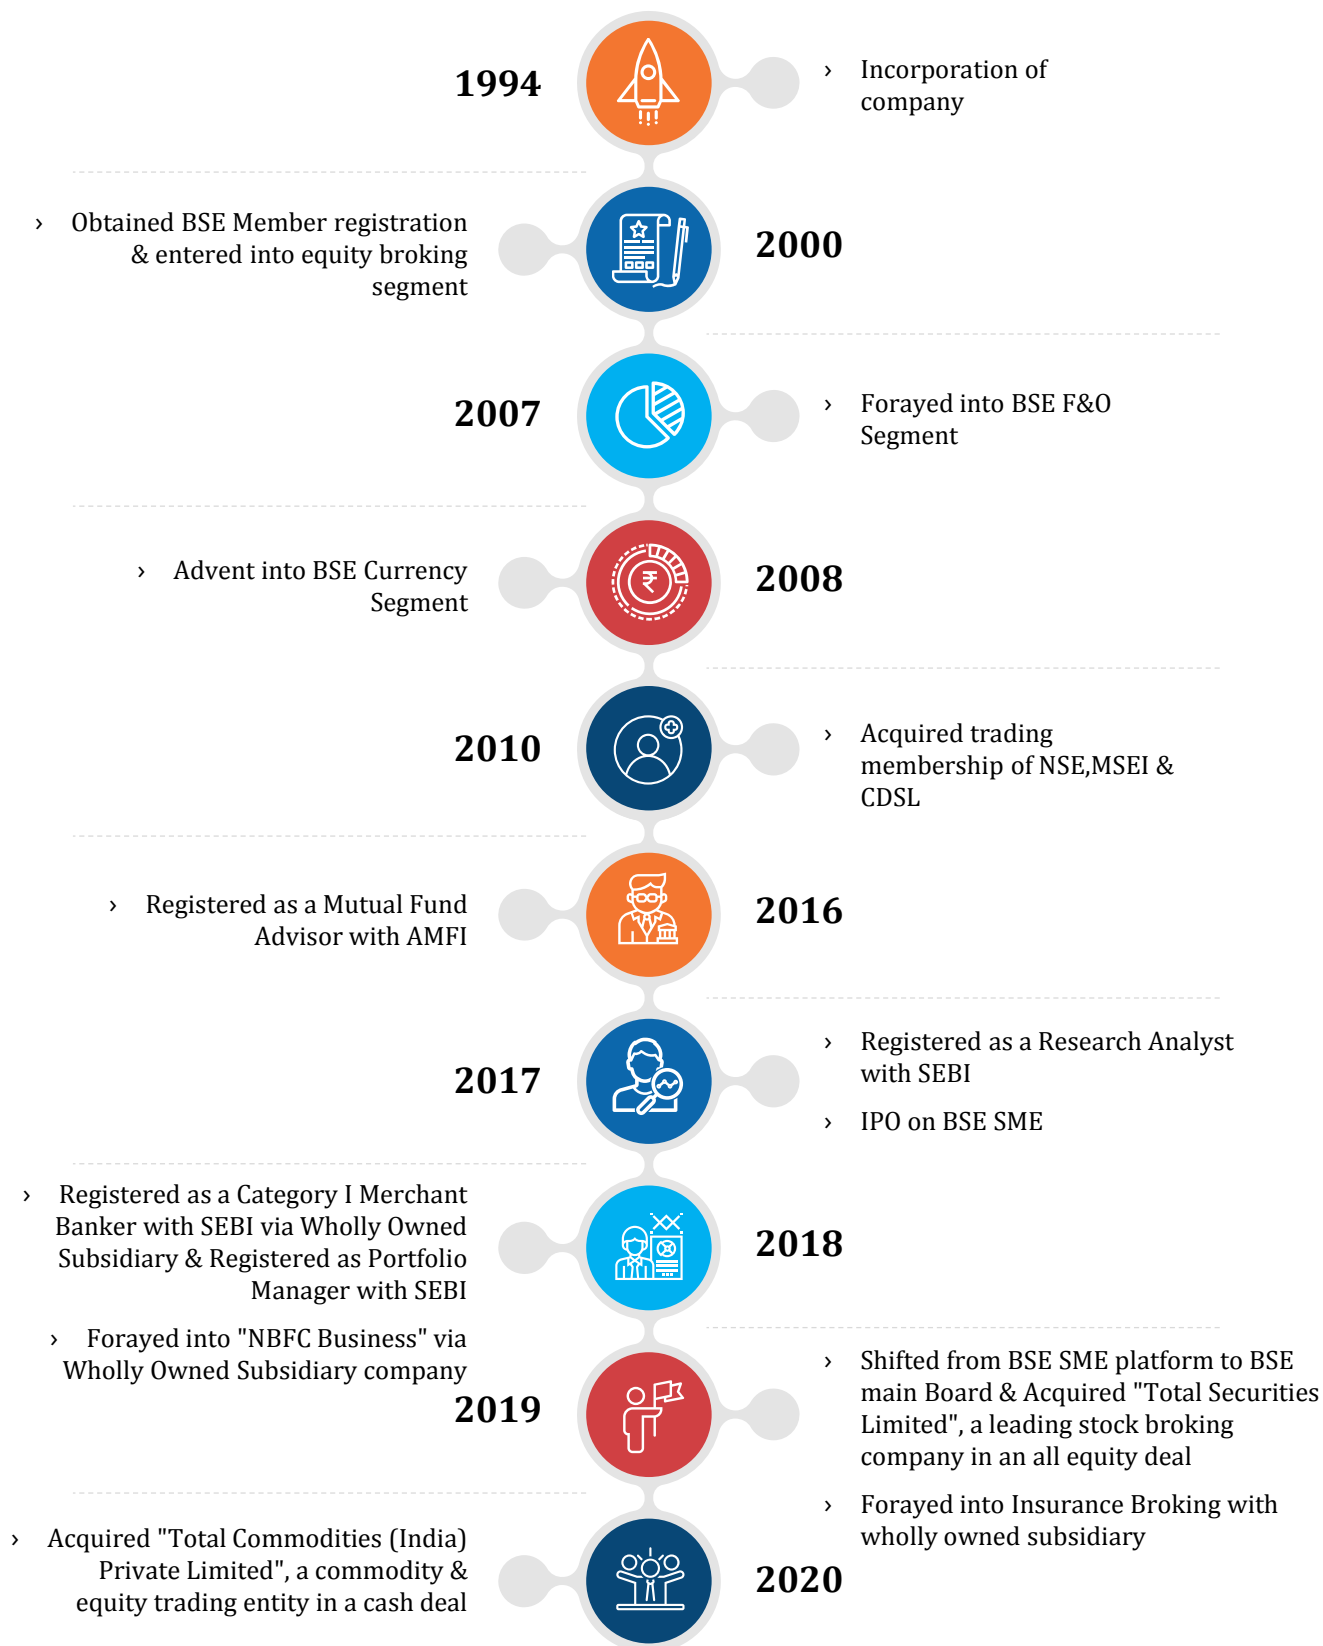 1994
› Incorporation of
company
› Obtained BSE Member registration
& entered into equity broking
segment
2000
2007
› Forayed into BSE F&O
Segment
› Advent into BSE Currency
Segment
2008
2010
› Acquired trading
membership of NSE,MSEI &
CDSL
› Registered as a Mutual Fund
Advisor with AMFI
2016
2017
› Registered as a Research Analyst
with SEBI
› IPO on BSE SME
› Registered as a Category I Merchant
Banker with SEBI via Wholly Owned
Subsidiary & Registered as Portfolio
Manager with SEBI
› Forayed into "NBFC Business" via
Wholly Owned Subsidiary company
2018
2019
› Shifted from BSE SME platform to BSE
main Board & Acquired "Total Securities
Limited", a leading stock broking
company in an all equity deal
› Forayed into Insurance Broking with
wholly owned subsidiary
› Acquired "Total Commodities (India)
Private Limited", a commodity &
equity trading entity in a cash deal
2020